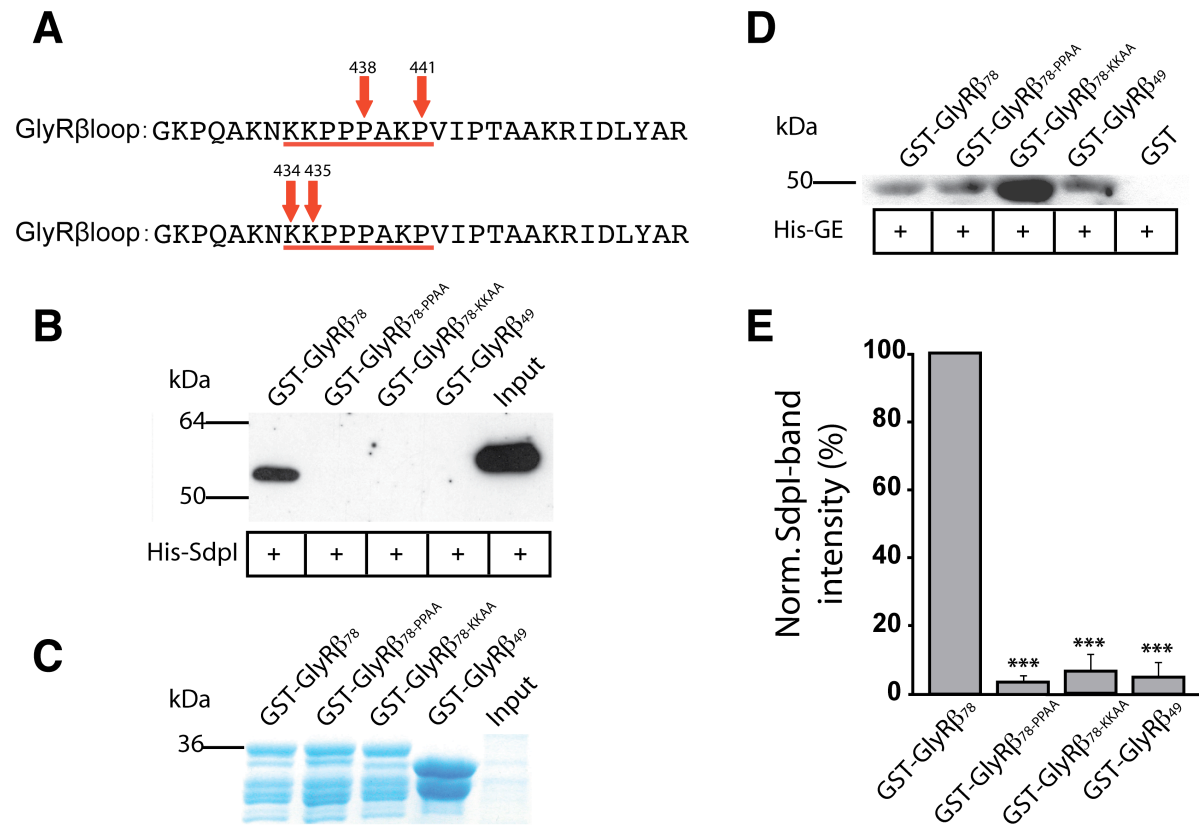 A
438 441
GlyRβloop: GKPQAKNKKPPPAKPVIPTAAKRIDLYAR
434 435
GlyRβloop: GKPQAKNKKPPPAKPVIPTAAKRIDLYAR
B
kDa
GST-GlyRβ78
GST-GlyRβ78-PPAA
GST-GlyRβ78-KKAA
GST-GlyRβ49
Input
64
50
His-SdpI + + + + +
C
kDa
GST-GlyRβ78
GST-GlyRβ78-PPAA
GST-GlyRβ78-KKAA
GST-GlyRβ49
Input
36
D
kDa
GST-GlyRβ78
GST-GlyRβ78-PPAA
GST-GlyRβ78-KKAA
GST-GlyRβ49
GST
50
His-GE + + + + +
E
Norm. SdpI-band
intensity (%)
100
80
60
40
20
0
*** *** ***
GST-GlyRβ78
GST-GlyRβ78-PPAA
GST-GlyRβ78-KKAA
GST-GlyRβ49